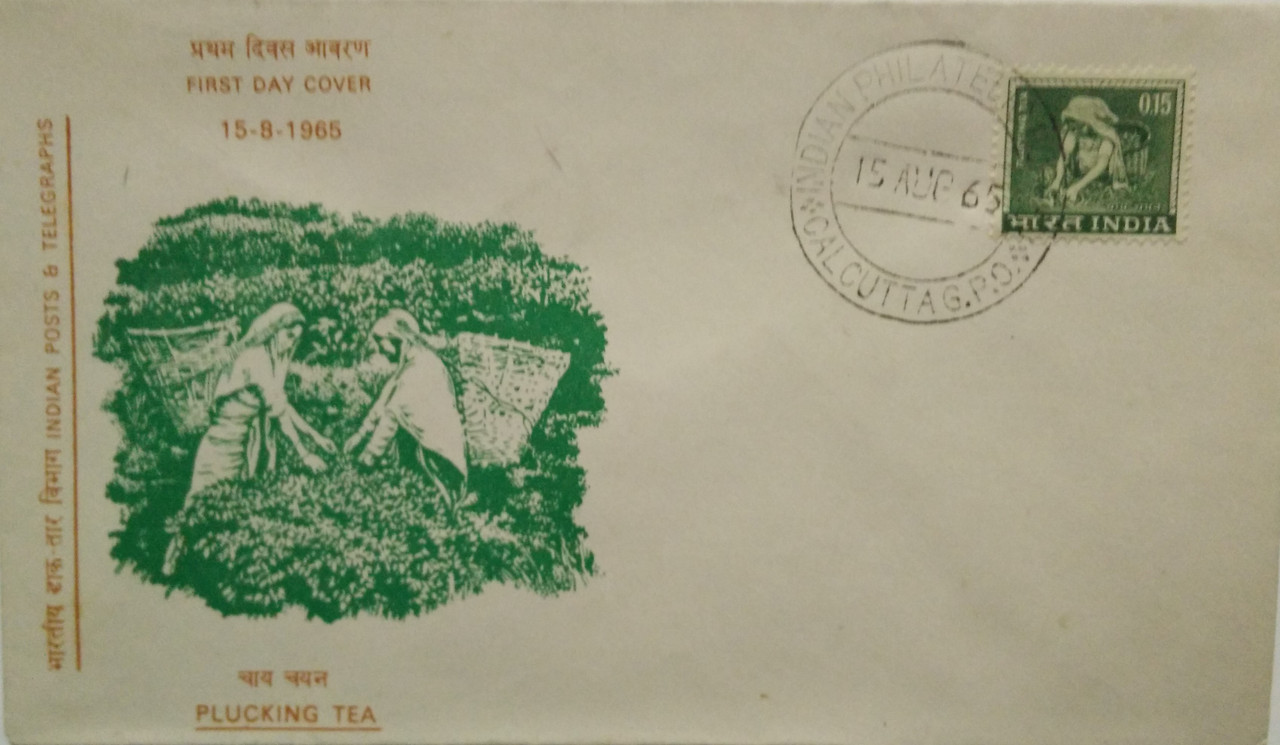 प्रथम दिवस आवरण
FIRST DAY COVER
15-8-1965
भारतीय डाक-तार विभाग INDIAN POSTS & TELEGRAPHS
चाय चयन
PLUCKING TEA
INDIAN PHILATE
15 AUG 65
CALCUTTA G.P.O.
0.15
भारत INDIA